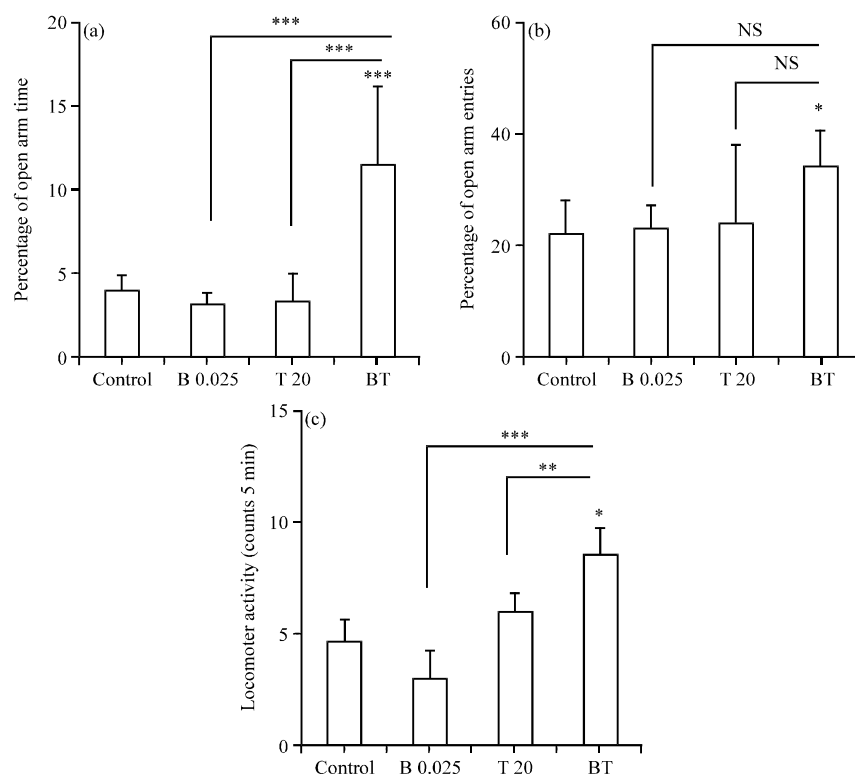 (a)
Percentage of open arm time
20
15
10
5
0
***
***
***
Control B 0.025 T 20 BT
(b)
Percentage of open arm entries
60
40
20
0
NS
NS
*
Control B 0.025 T 20 BT
(c)
Locomoter activity (counts 5 min)
15
10
5
0
***
**
*
Control B 0.025 T 20 BT